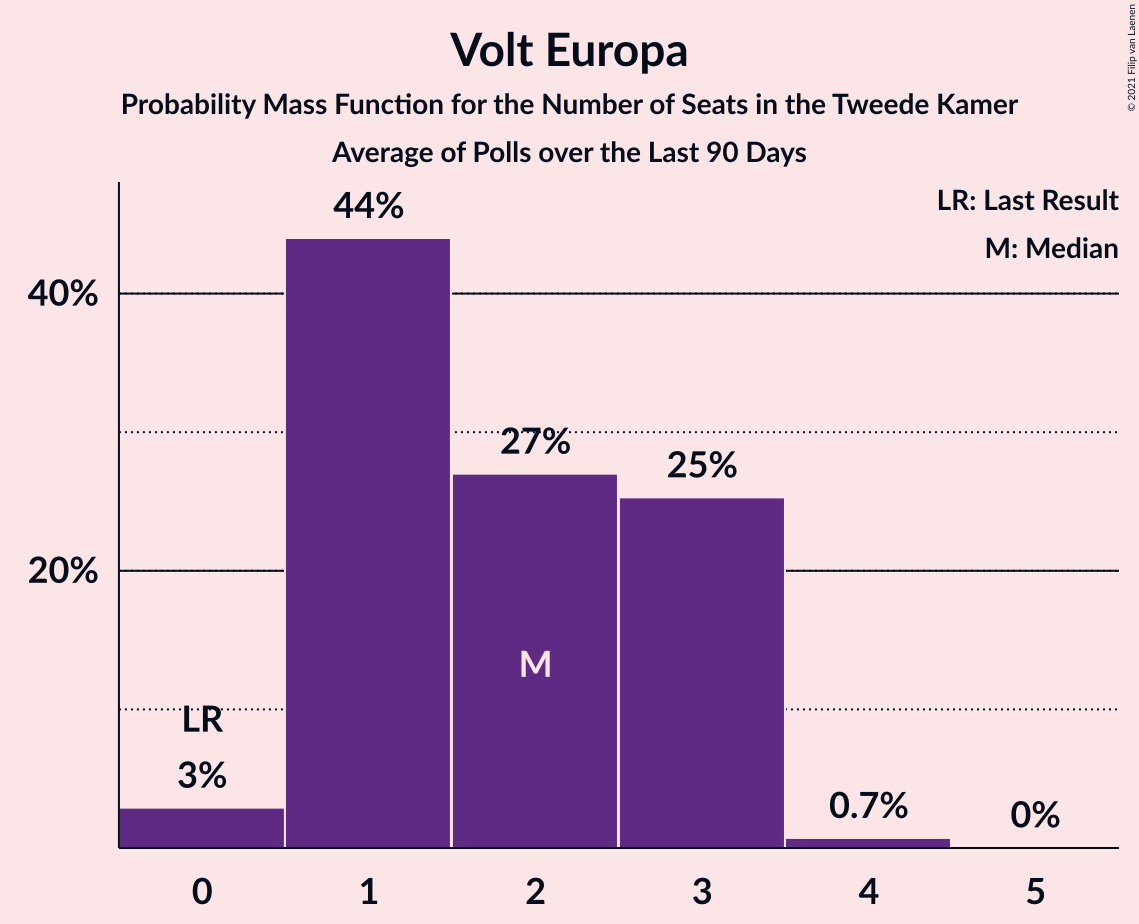 Volt Europa
Probability Mass Function for the Number of Seats in the Tweede Kamer
Average of Polls over the Last 90 Days
© 2021 Filip van Laenen
LR: Last Result
M: Median
44%
40%
27%
25%
20%
M
LR
3%
0.7%
0%
0 1 2 3 4 5